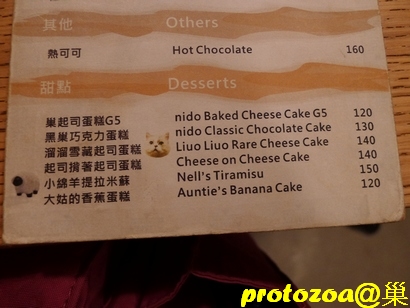 其他 Others
熱可可 Hot Chocolate 160
甜點 Desserts
巢起司蛋糕G5 nido Baked Cheese Cake G5 120
黑巢巧克力蛋糕 nido Classic Chocolate Cake 130
溜溜雪藏起司蛋糕 Liuo Liuo Rare Cheese Cake 140
起司揹著起司蛋糕 Cheese on Cheese Cake 140
小綿羊提拉米蘇 Nell's Tiramisu 150
大姑的香蕉蛋糕 Auntie's Banana Cake 120
protozoa@巢